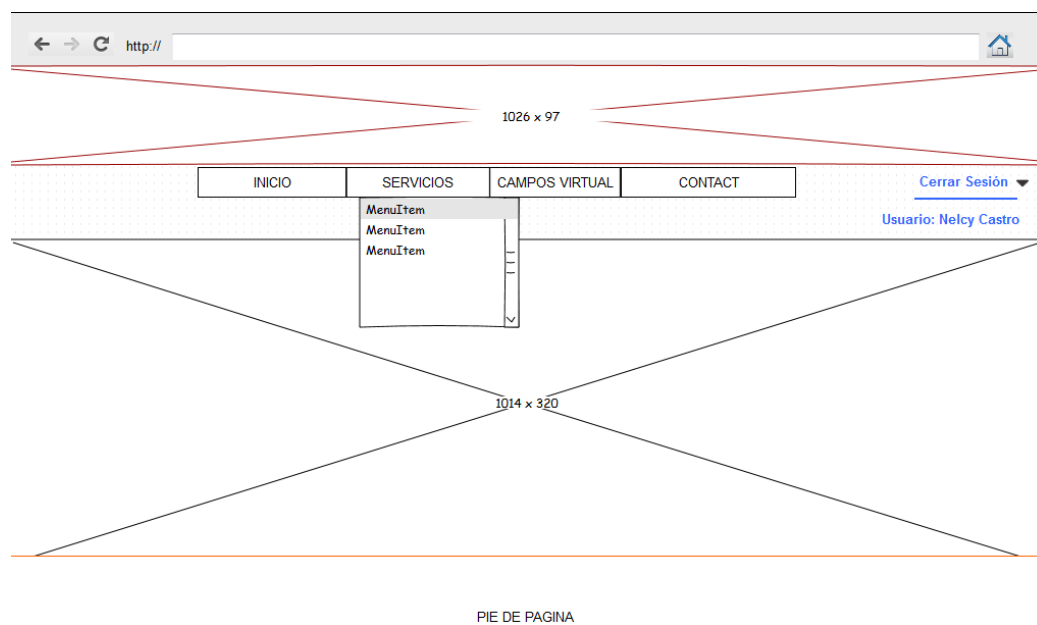 http://
1026 x 97
INICIO SERVICIOS CAMPOS VIRTUAL CONTACT
Cerrar Sesión
Usuario: Nelcy Castro
MenuItem
MenuItem
MenuItem
1014 x 320
PIE DE PAGINA